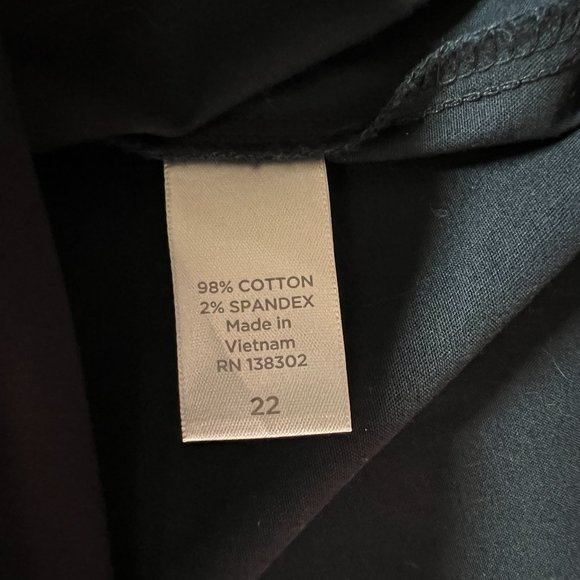 98% COTTON
2% SPANDEX
Made in
Vietnam
RN 138302
22